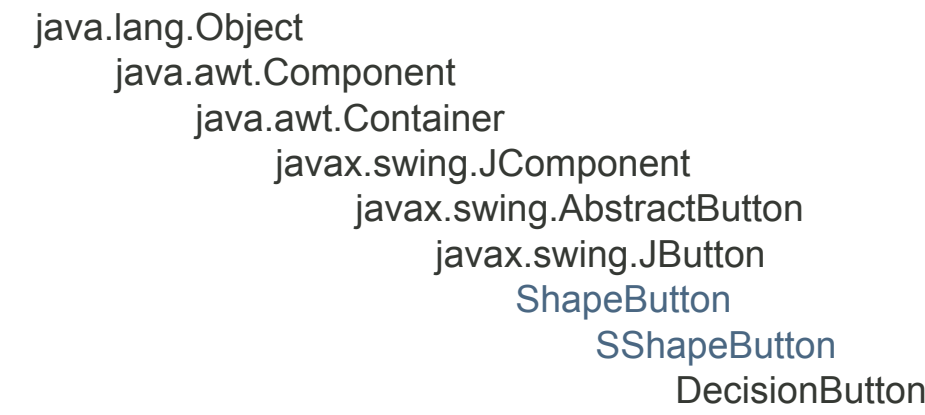 java.lang.Object
java.awt.Component
java.awt.Container
javax.swing.JComponent
javax.swing.AbstractButton
javax.swing.JButton
ShapeButton
SShapeButton
DecisionButton